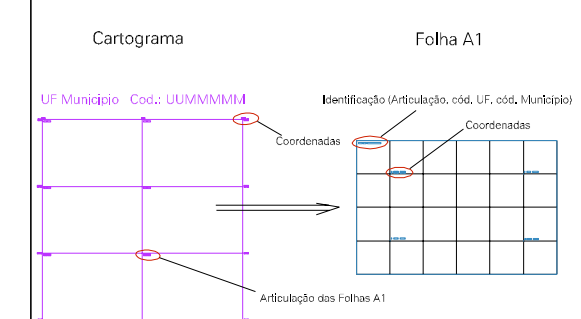 Cartograma
Folha A1
UF Município Cod.: UUMMMMM
Identificação (Articulação, cód. UF, cód. Município)
Coordenadas
Coordenadas
Articulação das Folhas A1